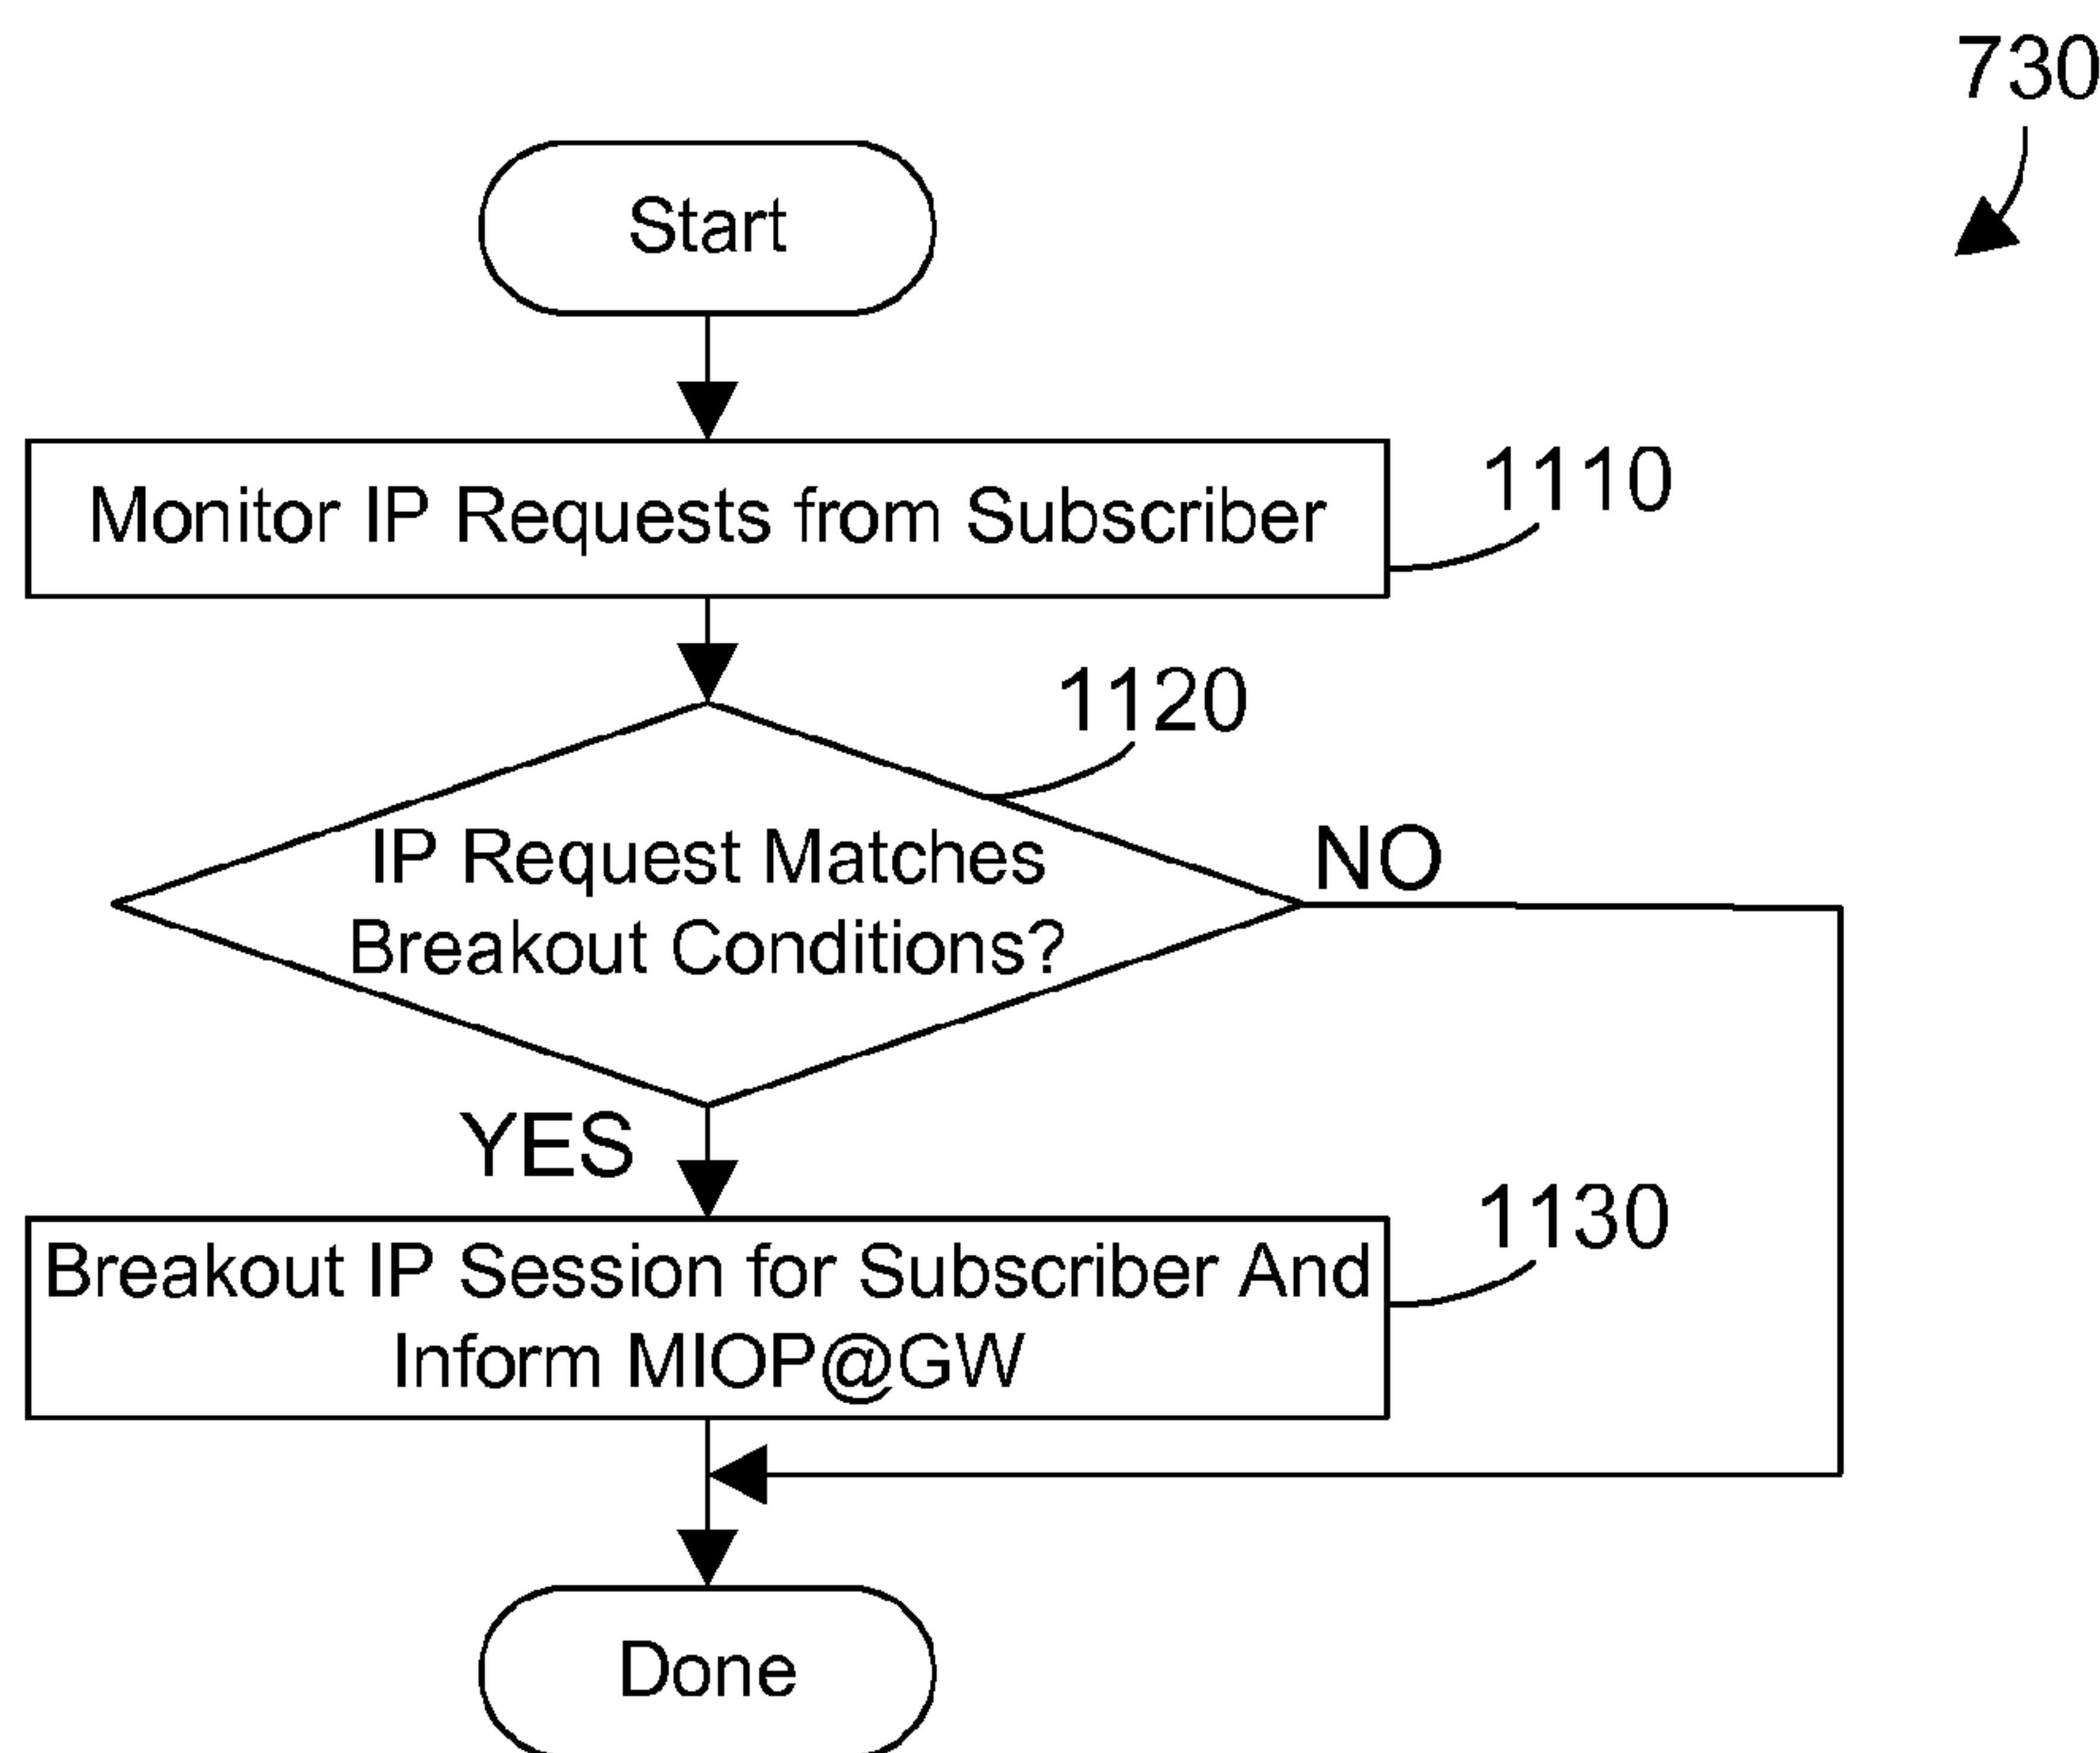 730
Start
Monitor IP Requests from Subscriber
1110
1120
IP Request Matches
Breakout Conditions?
NO
YES
1130
Breakout IP Session for Subscriber And
Inform MIOP@GW
Done